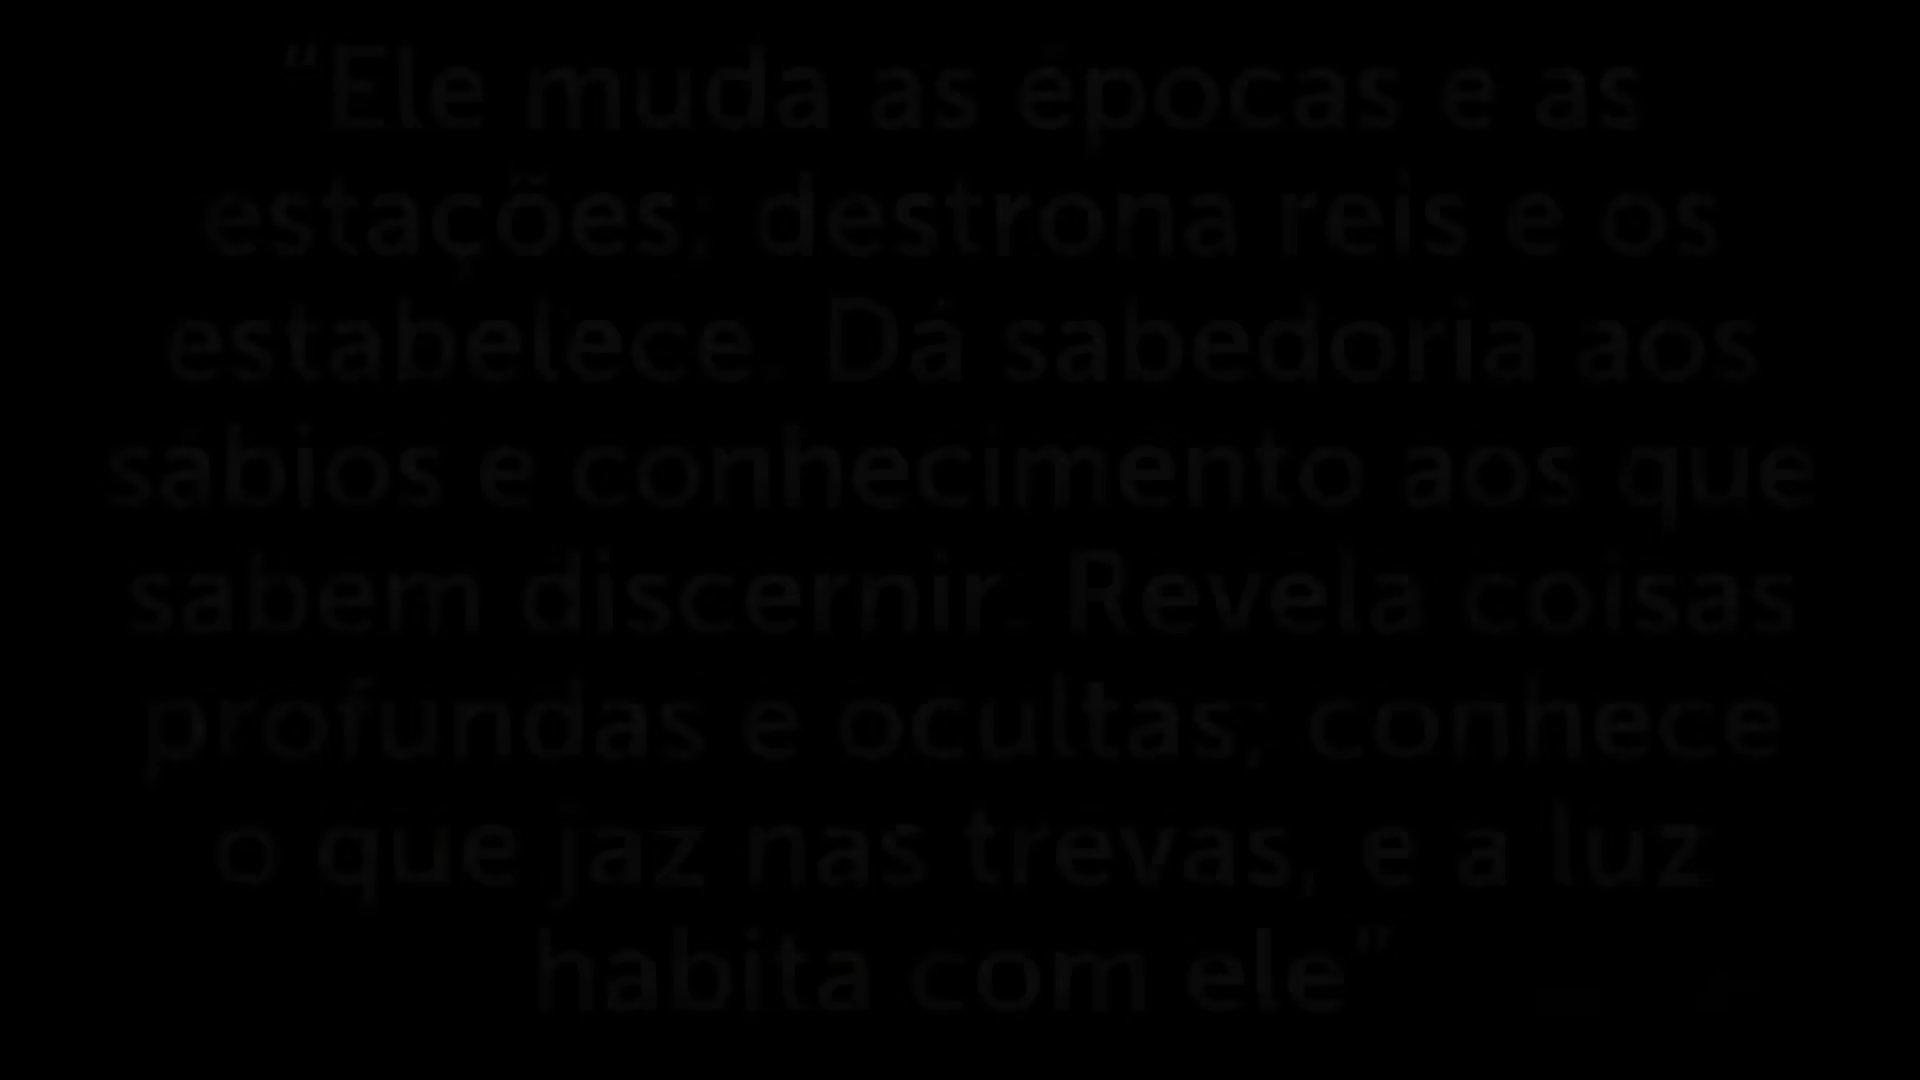 “Ele muda as épocas e as
estações; destrona reis e os
estabelece. Dá sabedoria aos
sábios e conhecimento aos que
sabem discernir. Revela coisas
profundas e ocultas; conhece
o que jaz nas trevas, e a luz
habita com ele”